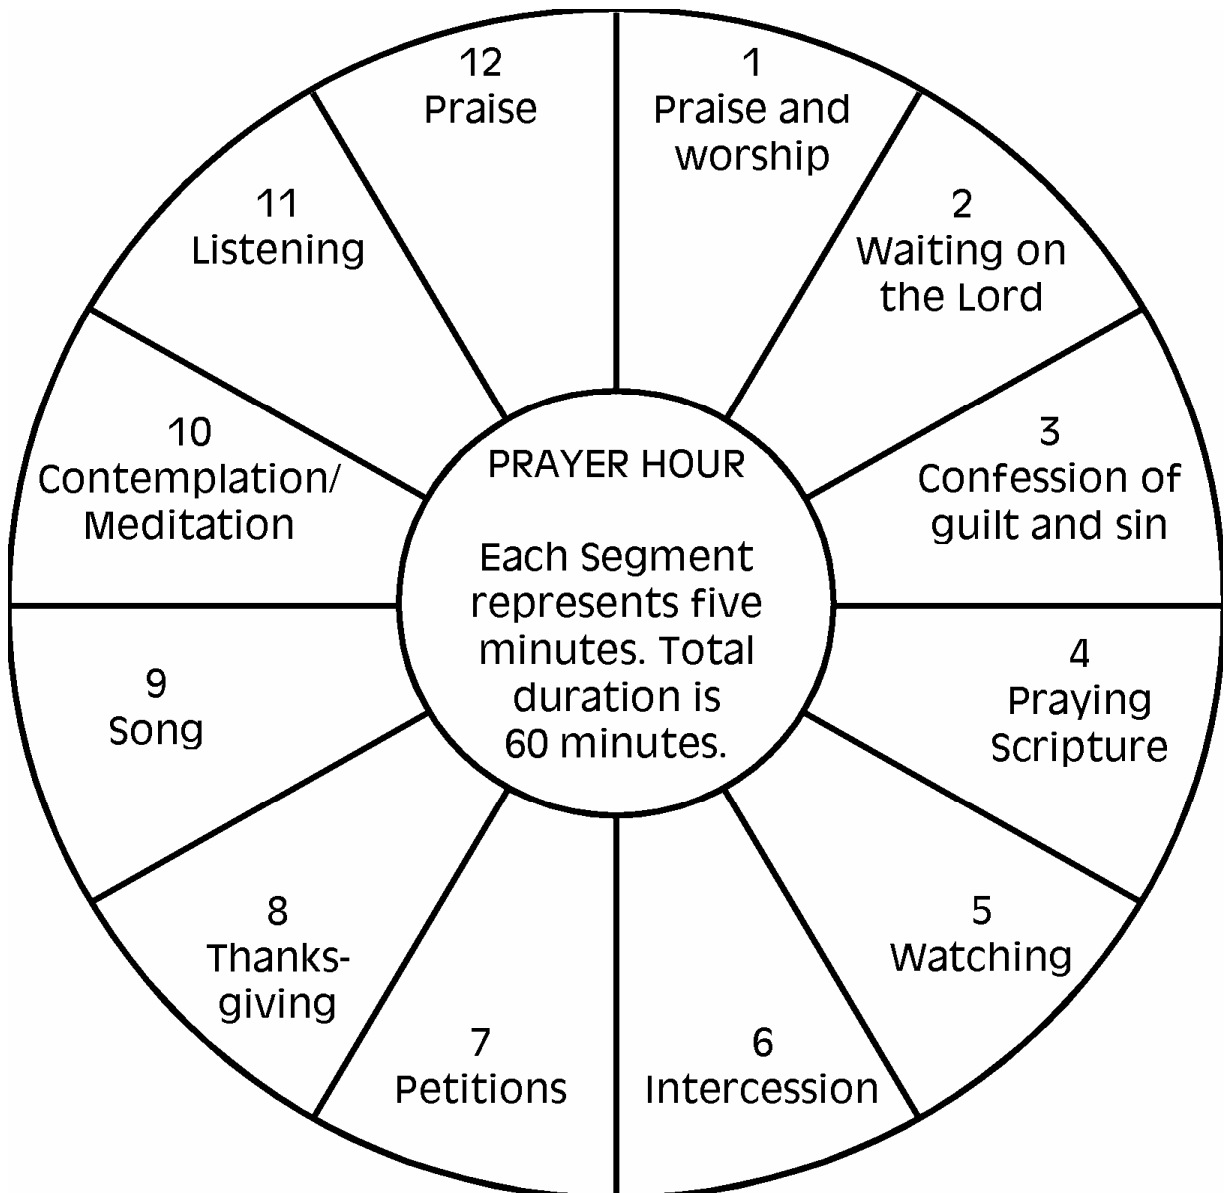 12
Praise
1
Praise and
worship
2
Waiting on
the Lord
3
Confession of
guilt and sin
4
Praying
Scripture
5
Watching
6
Intercession
7
Petitions
8
Thanks-
giving
9
Song
10
Contemplation/
Meditation
11
Listening
PRAYER HOUR
Each Segment
represents five
minutes. Total
duration is
60 minutes.